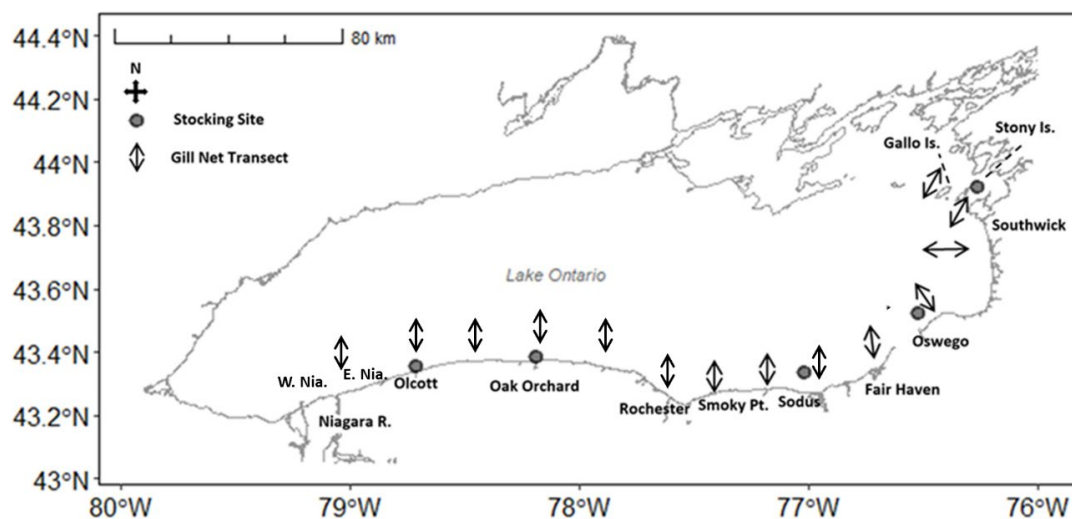 44.4°N
80 km
N
44.2°N
Stocking Site
Stony Is.
Gallo Is.
Gill Net Transect
44°N
43.8°N
Southwick
43.6°N
Lake Ontario
Oswego
43.4°N
W. Nia.
E. Nia.
Olcott
Oak Orchard
Fair Haven
Rochester
Smoky Pt.
Sodus
43.2°N
Niagara R.
43°N
80°W
79°W
78°W
77°W
76°W